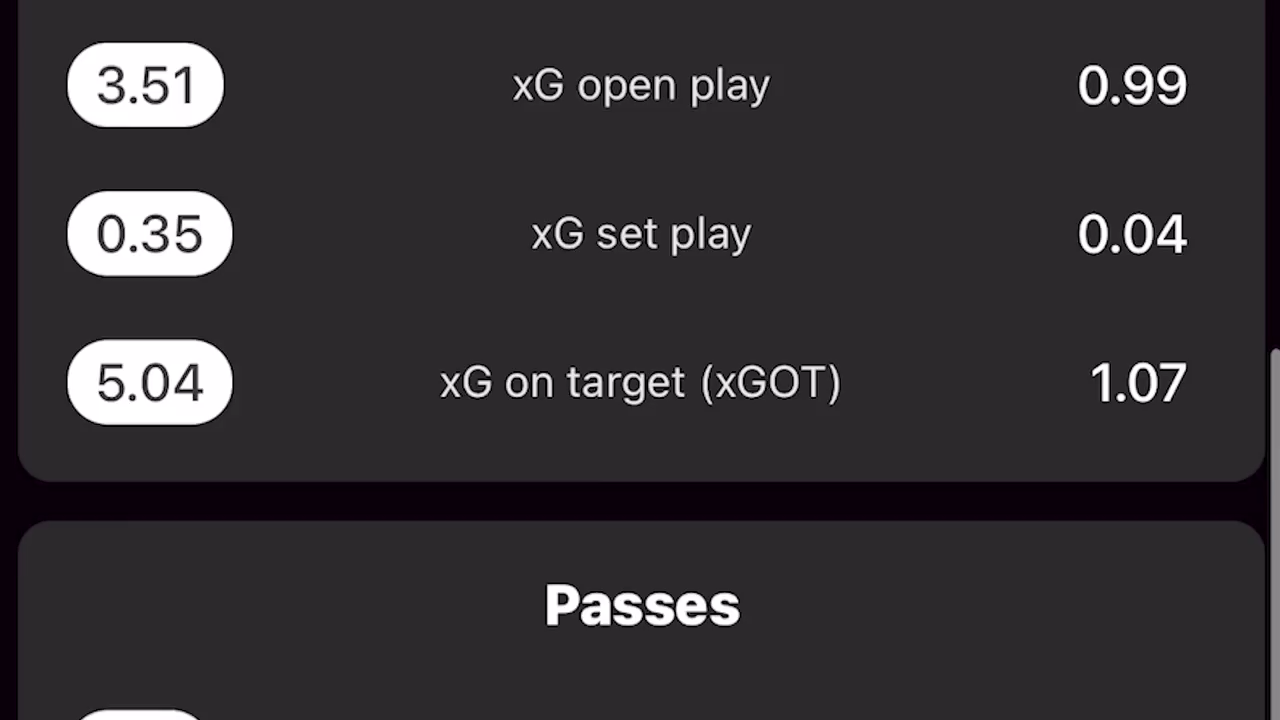 3.51 xG open play 0.99
0.35 xG set play 0.04
5.04 xG on target (xGOT) 1.07
Passes